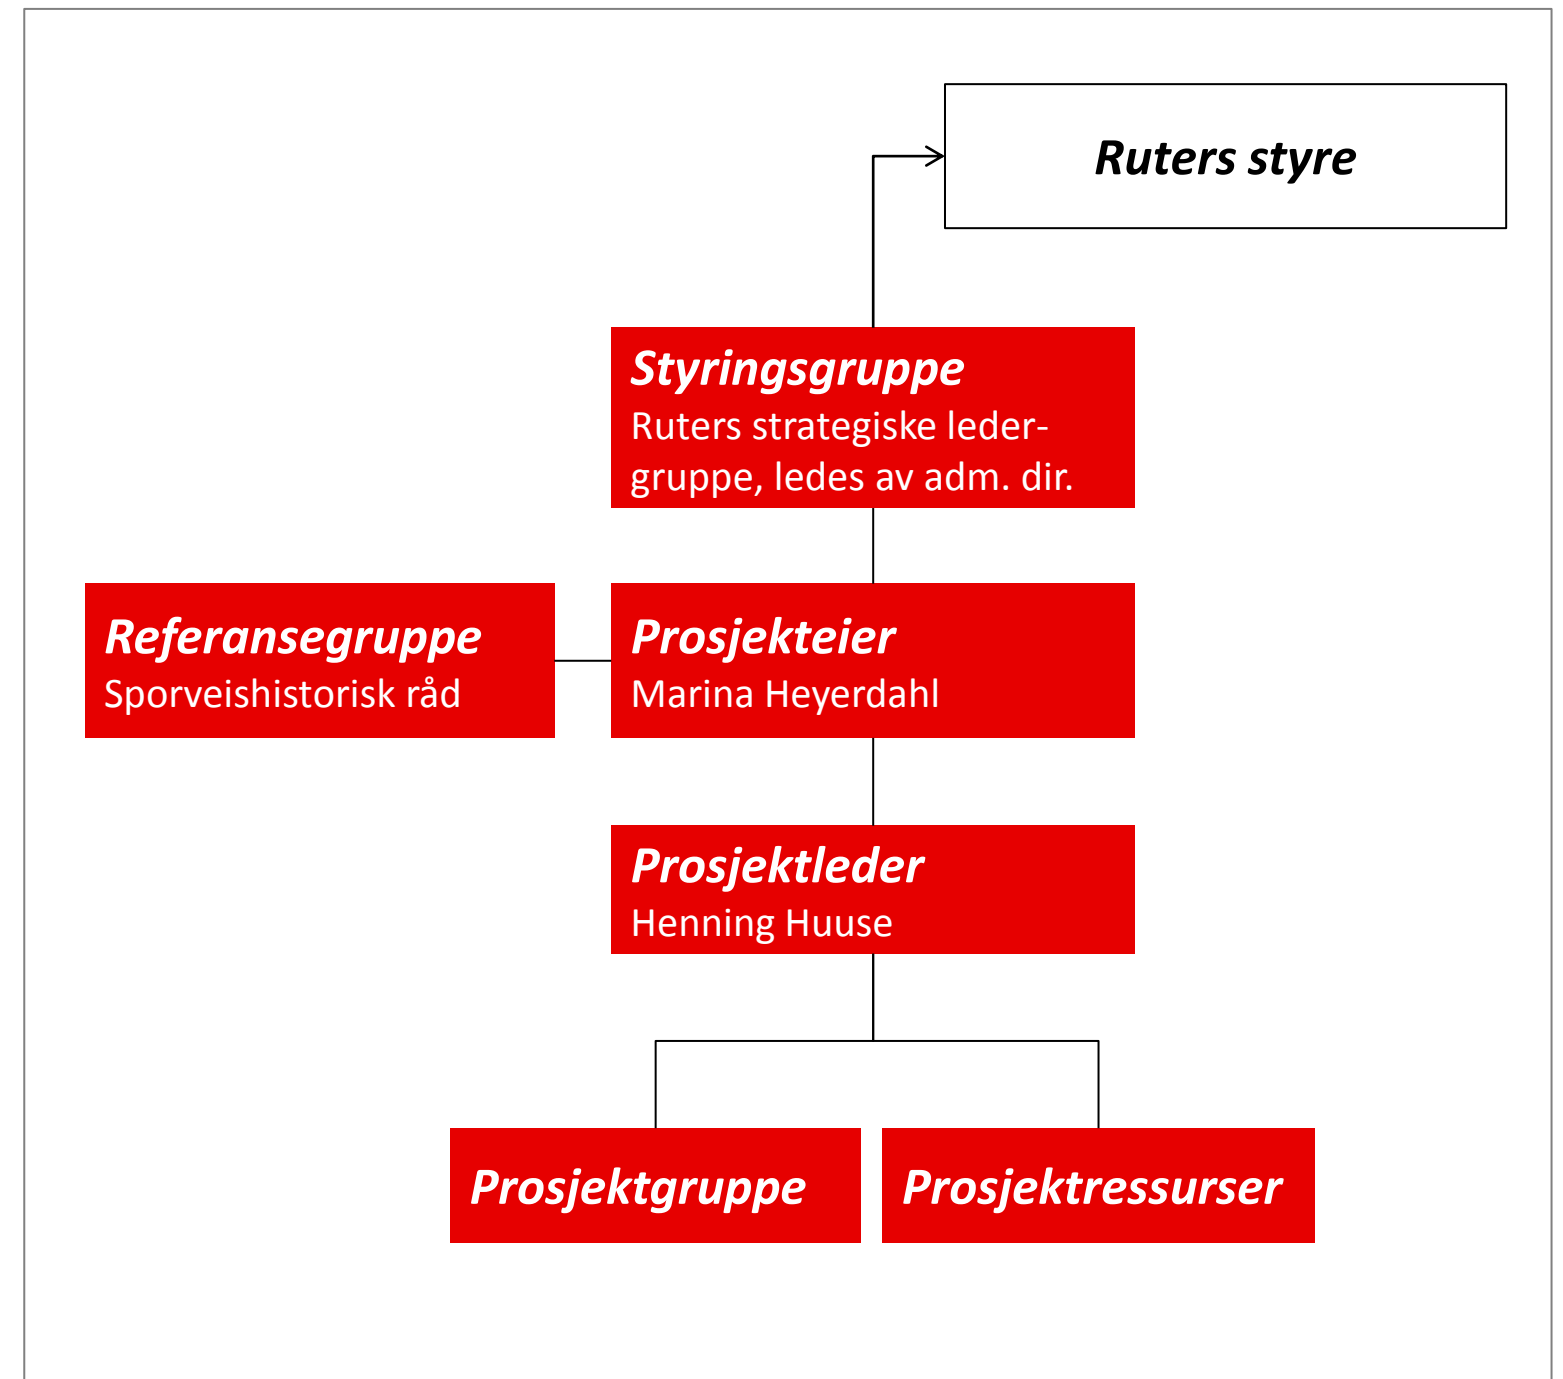 Ruters styre
Styringsgruppe
Ruters strategiske leder-
gruppe, ledes av adm. dir.
Referansegruppe
Sporveishistorisk råd
Prosjekteier
Marina Heyerdahl
Prosjektleder
Henning Huuse
Prosjektgruppe
Prosjektressurser